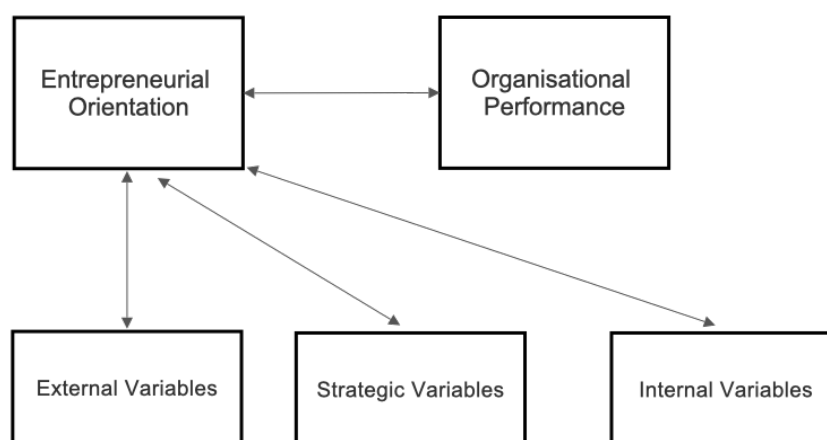 Entrepreneurial
Orientation
Organisational
Performance
External Variables
Strategic Variables
Internal Variables